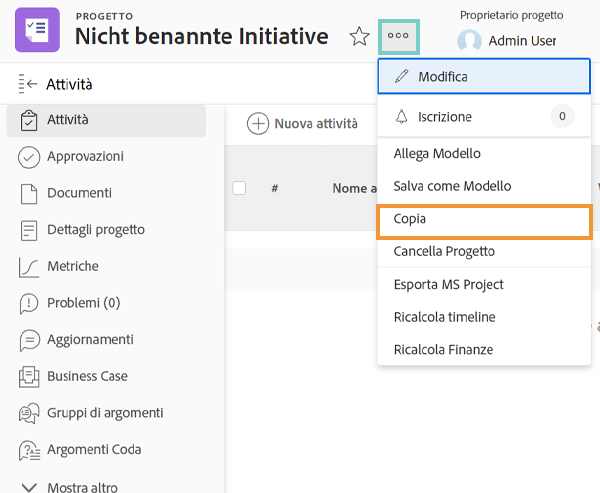 PROGETTO
Nicht benannte Initiative
Proprietario progetto
Admin User
Attività
Attività
Approvazioni
Documenti
Dettagli progetto
Metriche
Problemi (0)
Aggiornamenti
Business Case
Gruppi di argomenti
Argomenti Coda
Mostra altro
Nuova attività
#
Nome a
Modifica
Iscrizione 0
Allega Modello
Salva come Modello
Copia
Cancella Progetto
Esporta MS Project
Ricalcola timeline
Ricalcola Finanze